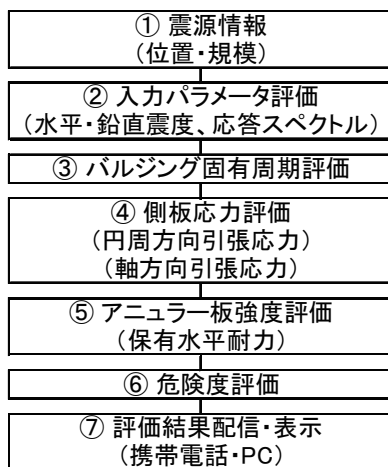 ① 震源情報
(位置・規模)
② 入力パラメータ評価
(水平・鉛直震度、応答スペクトル)
③ バルジング固有周期評価
④ 側板応力評価
(円周方向引張応力)
(軸方向引張応力)
⑤ アニュラー板強度評価
(保有水平耐力)
⑥ 危険度評価
⑦ 評価結果配信・表示
(携帯電話・PC)